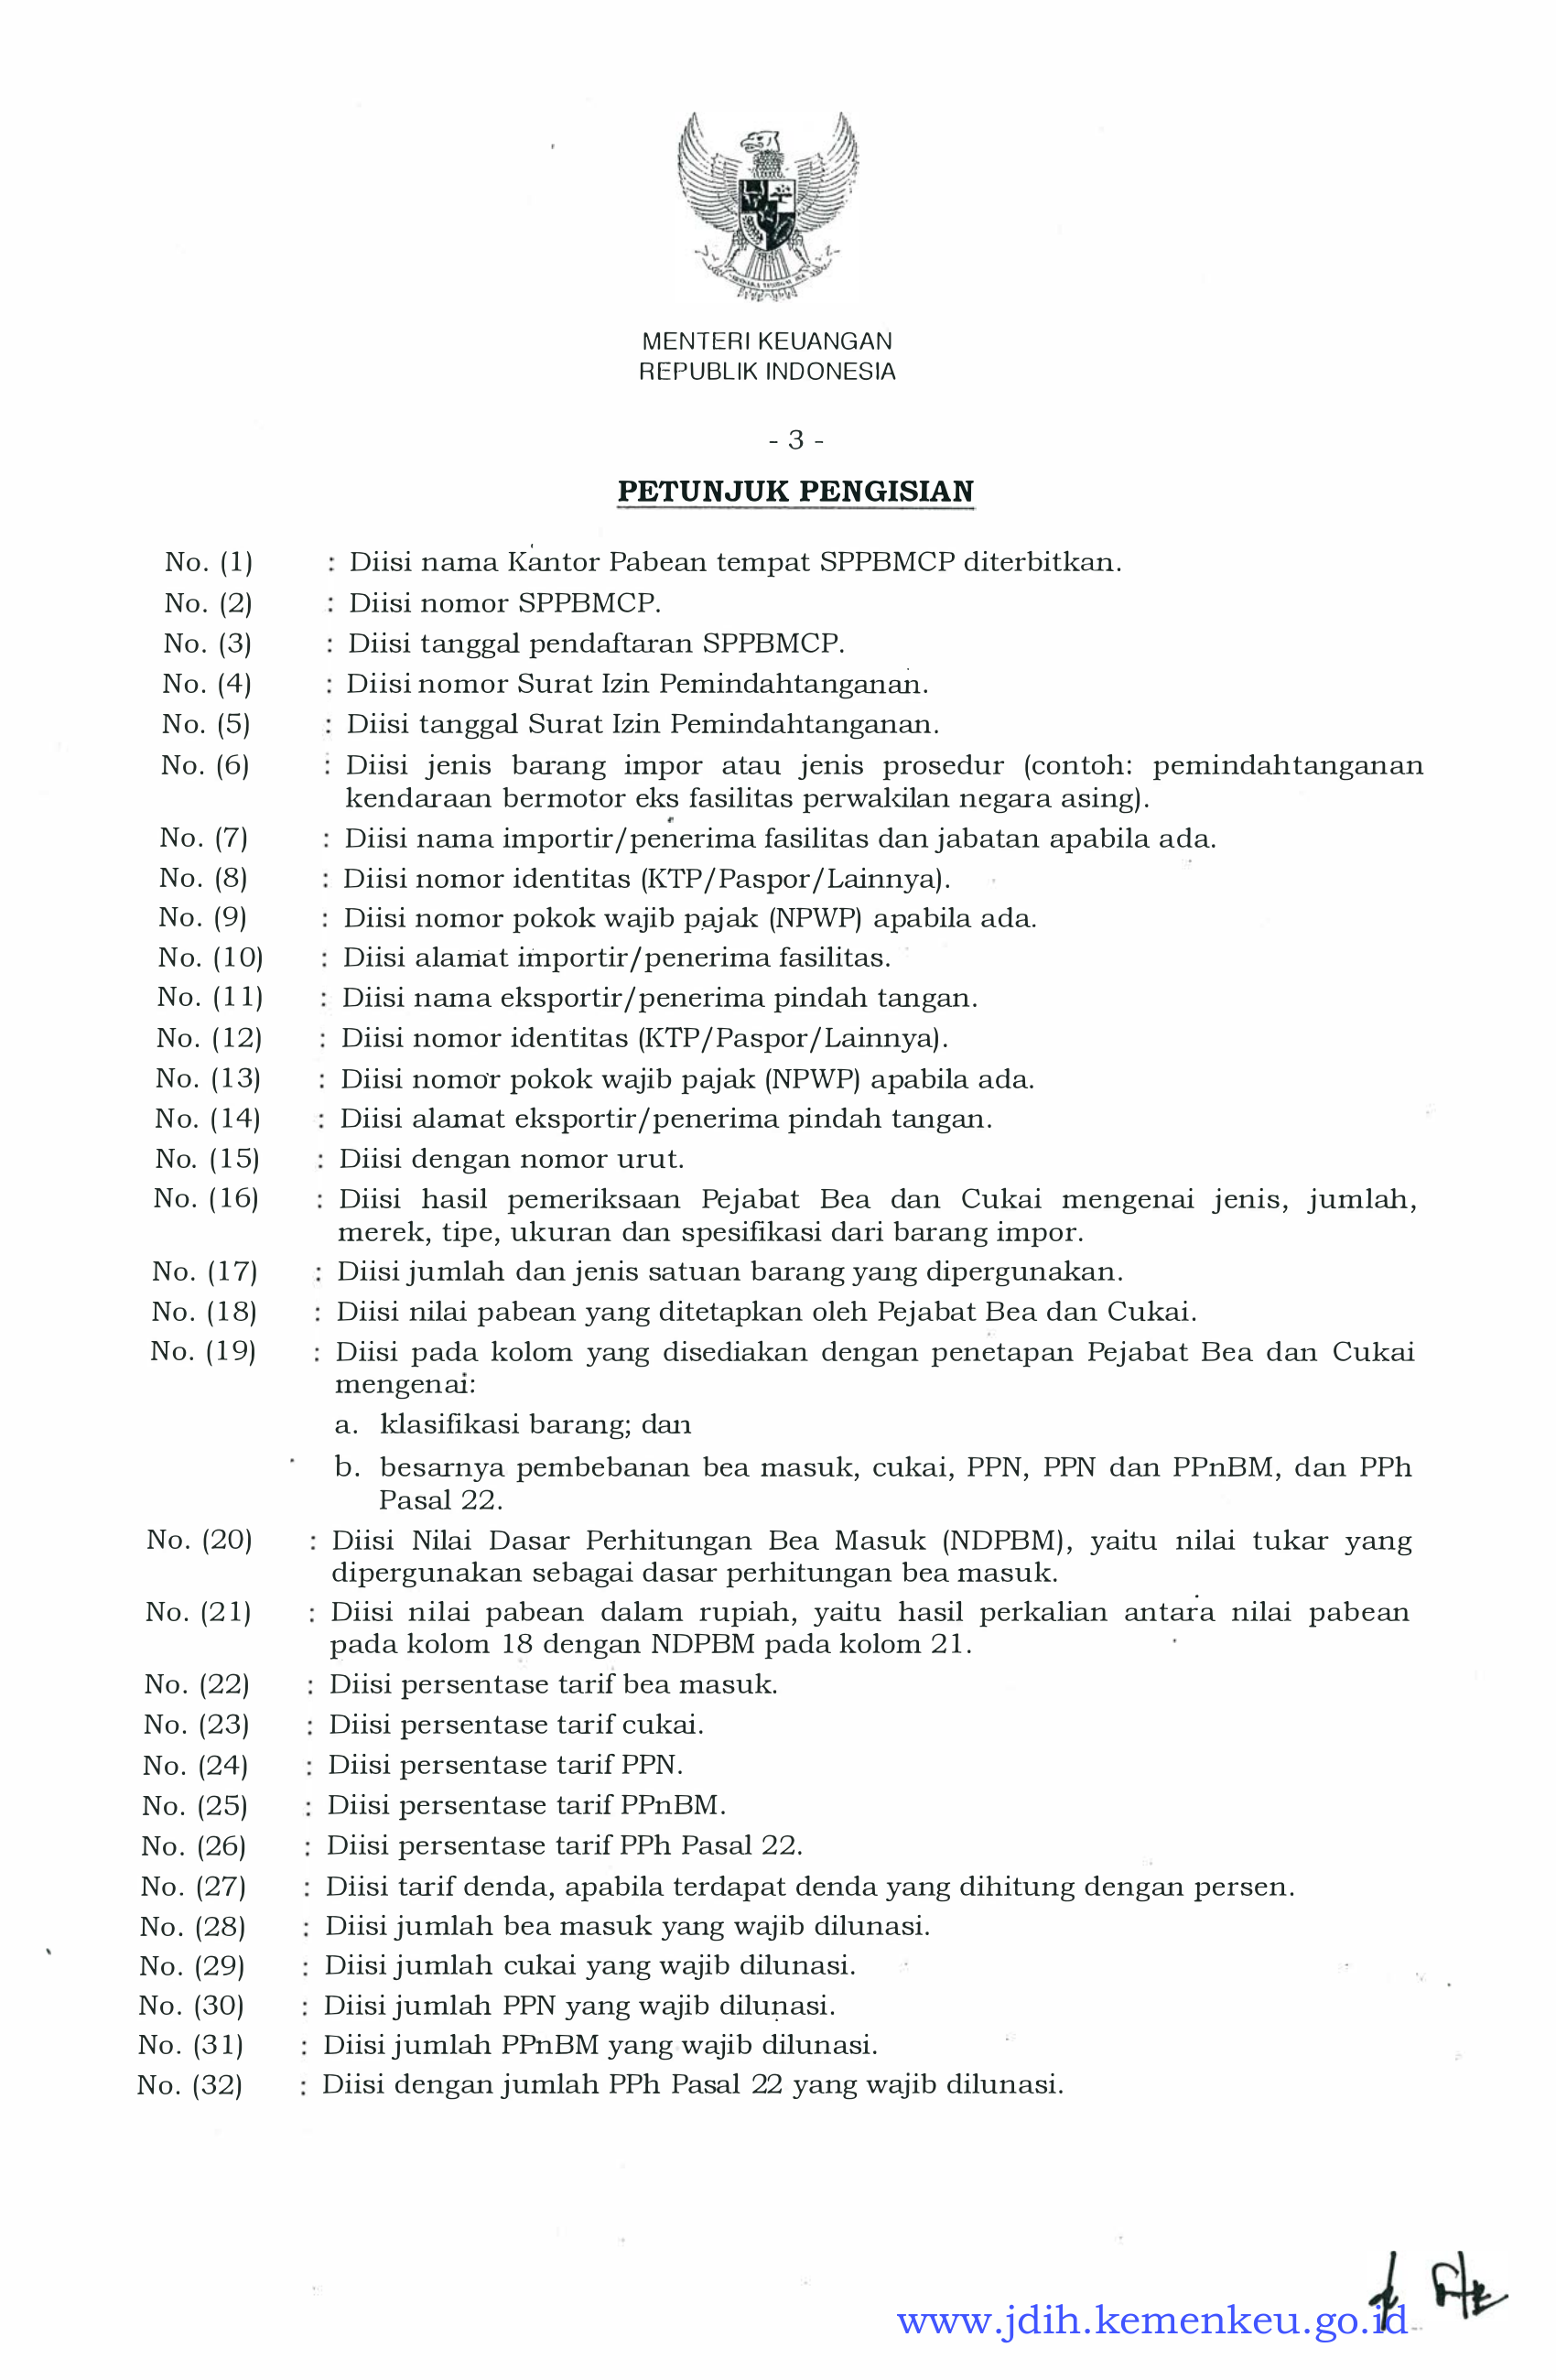 MENTERI KEUANGAN
REPUBLIK INDONESIA
- 3 -
PETUNJUK PENGISIAN
No. (1) : Diisi nama Kantor Pabean tempat SPPBMCP diterbitkan.
No. (2) : Diisi nomor SPPBMCP.
No. (3) : Diisi tanggal pendaftaran SPPBMCP.
No. (4) : Diisi nomor Surat Izin Pemindahtanganan.
No. (5) : Diisi tanggal Surat Izin Pemindahtanganan.
No. (6) : Diisi jenis barang impor atau jenis prosedur (contoh: pemindahtanganan
kendaraan bermotor eks fasilitas perwakilan negara asing).
No. (7) : Diisi nama importir/penerima fasilitas dan jabatan apabila ada.
No. (8) : Diisi nomor identitas (KTP/Paspor/Lainnya).
No. (9) : Diisi nomor pokok wajib pajak (NPWP) apabila ada.
No. (10) : Diisi alamat importir/penerima fasilitas.
No. (11) : Diisi nama eksportir/penerima pindah tangan.
No. (12) : Diisi nomor identitas (KTP/Paspor/Lainnya).
No. (13) : Diisi nomor pokok wajib pajak (NPWP) apabila ada.
No. (14) : Diisi alamat eksportir/penerima pindah tangan.
No. (15) : Diisi dengan nomor urut.
No. (16) : Diisi hasil pemeriksaan Pejabat Bea dan Cukai mengenai jenis, jumlah,
merek, tipe, ukuran dan spesifikasi dari barang impor.
No. (17) : Diisi jumlah dan jenis satuan barang yang dipergunakan.
No. (18) : Diisi nilai pabean yang ditetapkan oleh Pejabat Bea dan Cukai.
No. (19) : Diisi pada kolom yang disediakan dengan penetapan Pejabat Bea dan Cukai
mengenai:
a. klasifikasi barang; dan
b. besarnya pembebanan bea masuk, cukai, PPN, PPN dan PPnBM, dan PPh
Pasal 22.
No. (20) : Diisi Nilai Dasar Perhitungan Bea Masuk (NDPBM), yaitu nilai tukar yang
dipergunakan sebagai dasar perhitungan bea masuk.
No. (21) : Diisi nilai pabean dalam rupiah, yaitu hasil perkalian antara nilai pabean
pada kolom 18 dengan NDPBM pada kolom 21.
No. (22) : Diisi persentase tarif bea masuk.
No. (23) : Diisi persentase tarif cukai.
No. (24) : Diisi persentase tarif PPN.
No. (25) : Diisi persentase tarif PPnBM.
No. (26) : Diisi persentase tarif PPh Pasal 22.
No. (27) : Diisi tarif denda, apabila terdapat denda yang dihitung dengan persen.
No. (28) : Diisi jumlah bea masuk yang wajib dilunasi.
No. (29) : Diisi jumlah cukai yang wajib dilunasi.
No. (30) : Diisi jumlah PPN yang wajib dilunasi.
No. (31) : Diisi jumlah PPnBM yang wajib dilunasi.
No. (32) : Diisi dengan jumlah PPh Pasal 22 yang wajib dilunasi.
www.jdih.kemenkeu.go.id